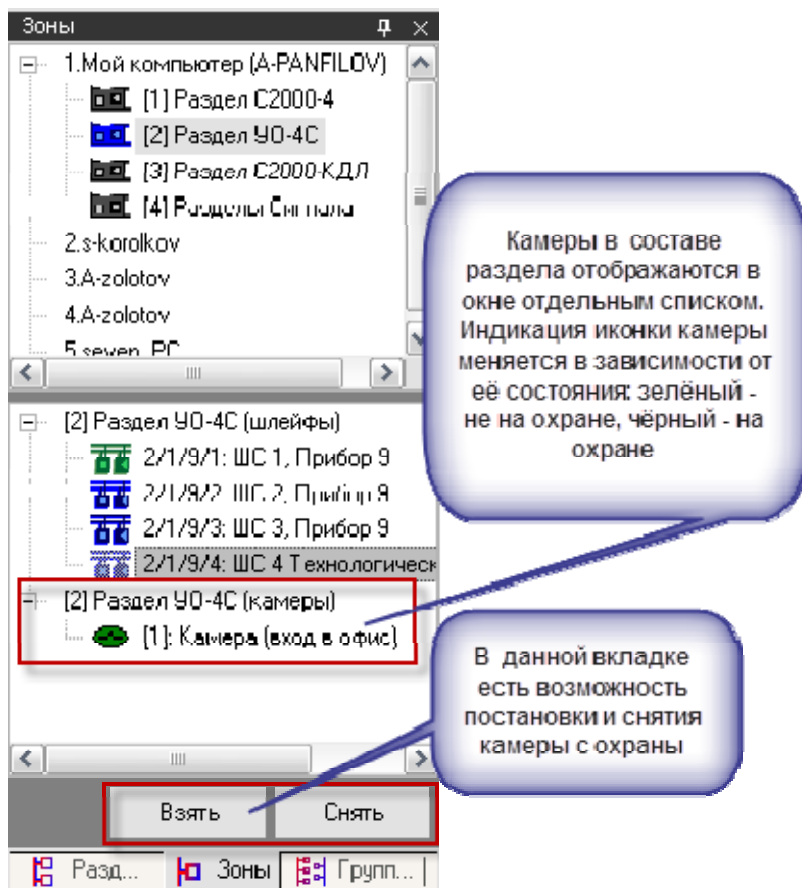 Зоны
1.Мой компьютер (A-PANFILOV)
[1] Раздел С2000-4
[2] Раздел УО-4С
[3] Раздел С2000-КДЛ
[4] Разделы Сигнала
2.s-korolkov
3.A-zolotov
4.A-zolotov
5.seven_PC
[2] Раздел УО-4С (шлейфы)
2/1/9/1: ШС 1, Прибор 9
2/1/9/2: ШС 2, Прибор 9
2/1/9/3: ШС 3, Прибор 9
2/1/9/4: ШС 4 Технологическ
[2] Раздел УО-4С (камеры)
[1]: Камера (вход в офис)
Взять Снять
Разд... Зоны Групп...
Камеры в составе
раздела отображаются в
окне отдельным списком.
Индикация иконки камеры
меняется в зависимости от
её состояния: зелёный -
не на охране, чёрный - на
охране
В данной вкладке
есть возможность
постановки и снятия
камеры с охраны